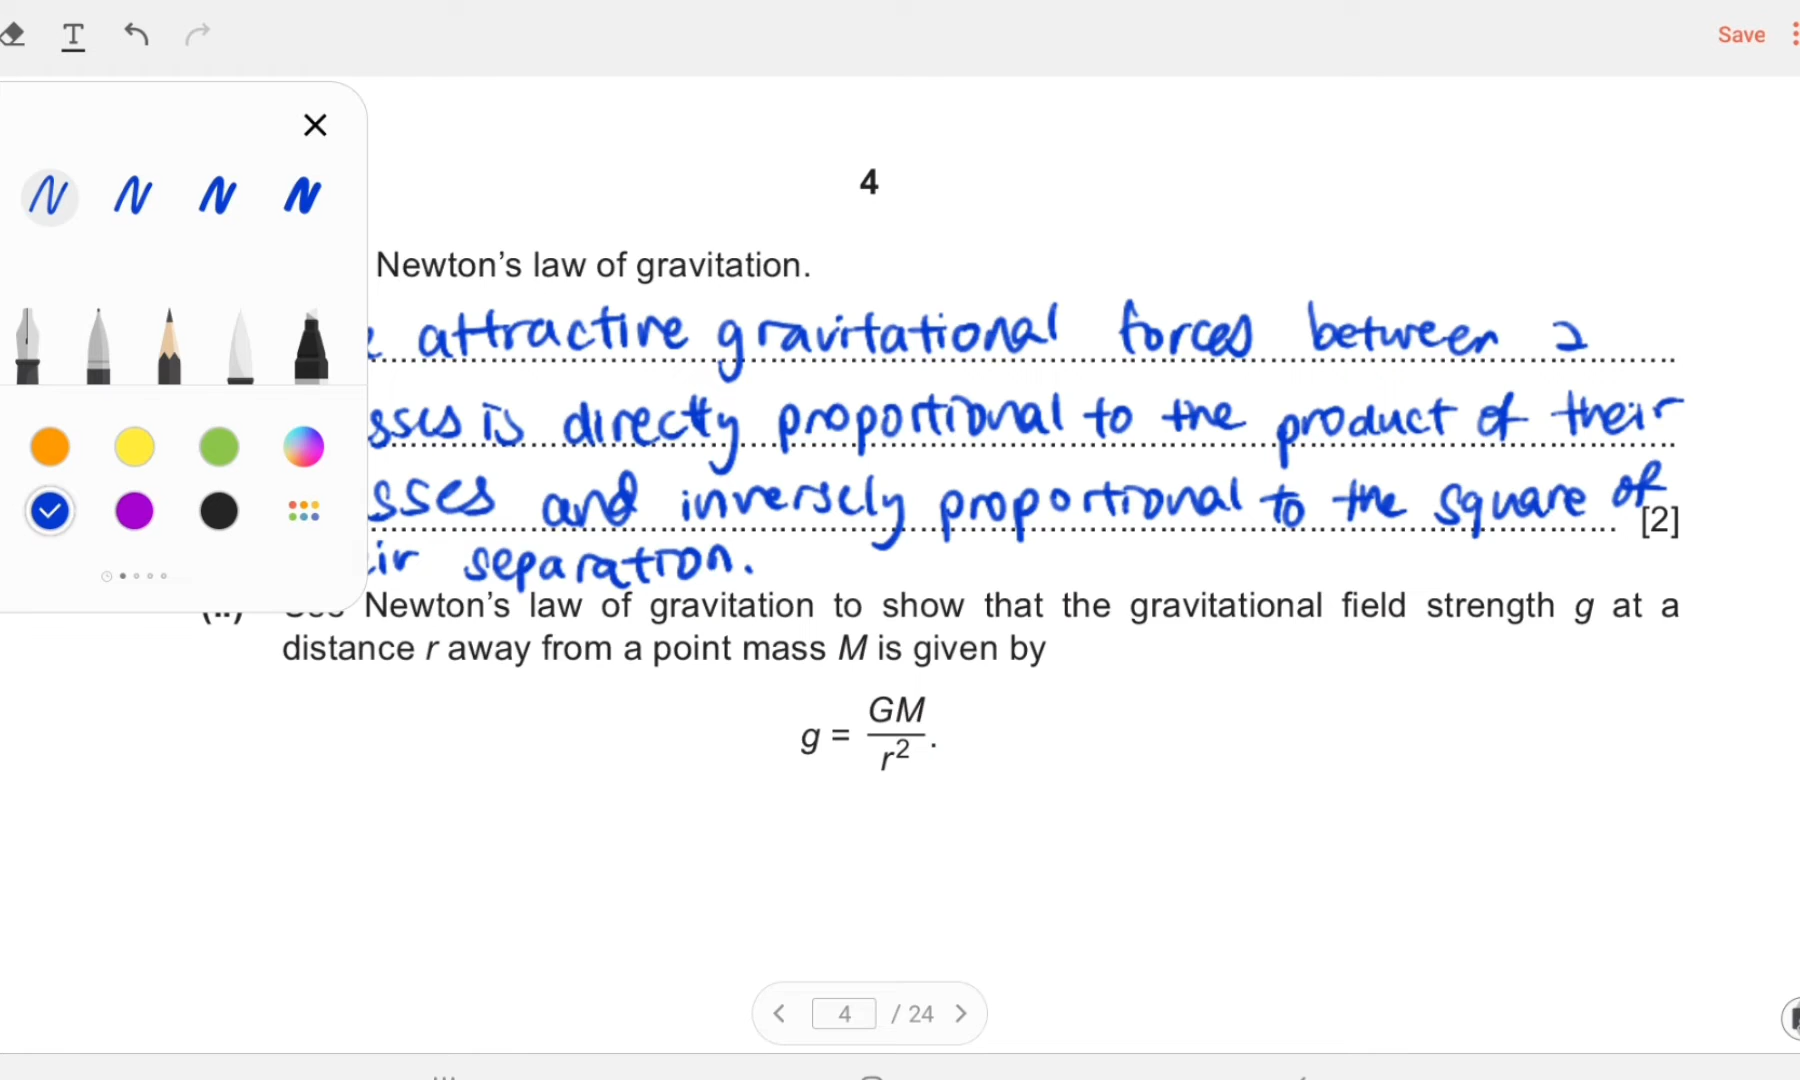 T
Save
4
Newton's law of gravitation.
attractive gravitational forces between 2
sses is directly proportional to the product of their
sses and inversely proportional to the square of
[2]
ir separation.
Newton's law of gravitation to show that the gravitational field strength g at a
distance r away from a point mass M is given by
g = GM
r²
.
4 / 24